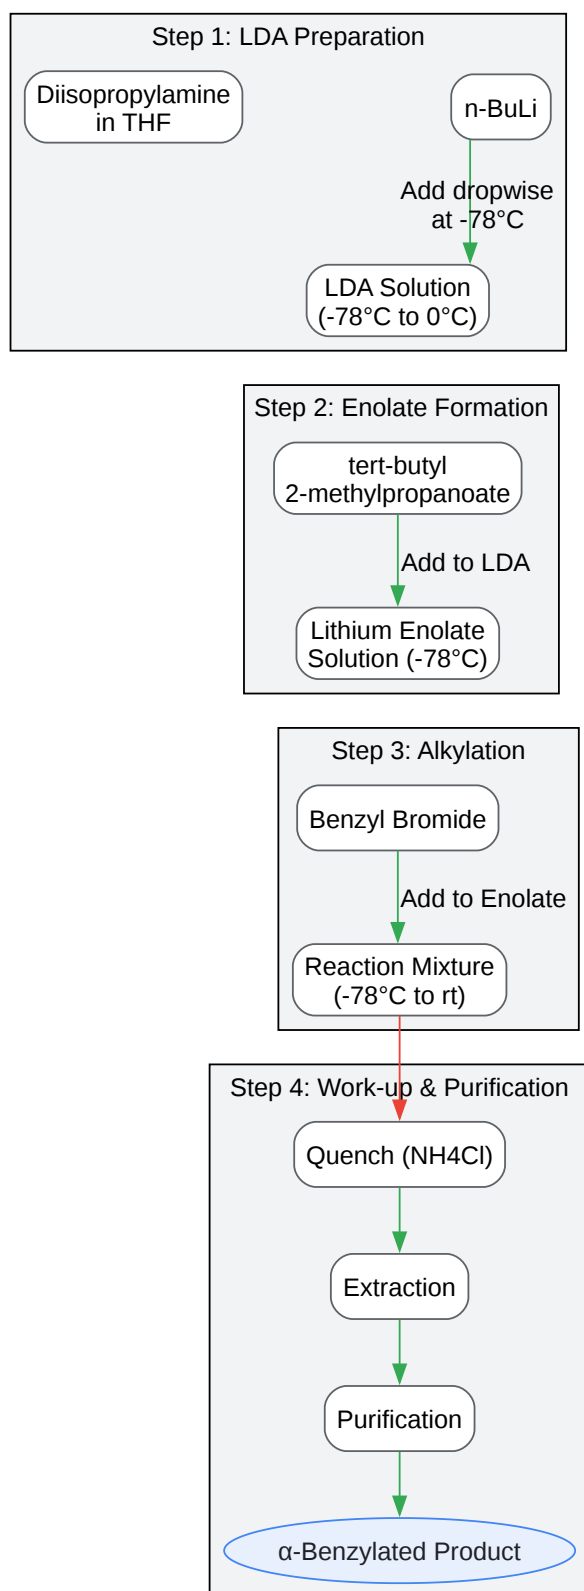 Step 1: LDA Preparation
Diisopropylamine
in THF
n-BuLi
Add dropwise
at -78°C
LDA Solution
(-78°C to 0°C)
Step 2: Enolate Formation
tert-butyl
2-methylpropanoate
Add to LDA
Lithium Enolate
Solution (-78°C)
Step 3: Alkylation
Benzyl Bromide
Add to Enolate
Reaction Mixture
(-78°C to rt)
Step 4: Work-up & Purification
Quench (NH4Cl)
Extraction
Purification
α-Benzylated Product